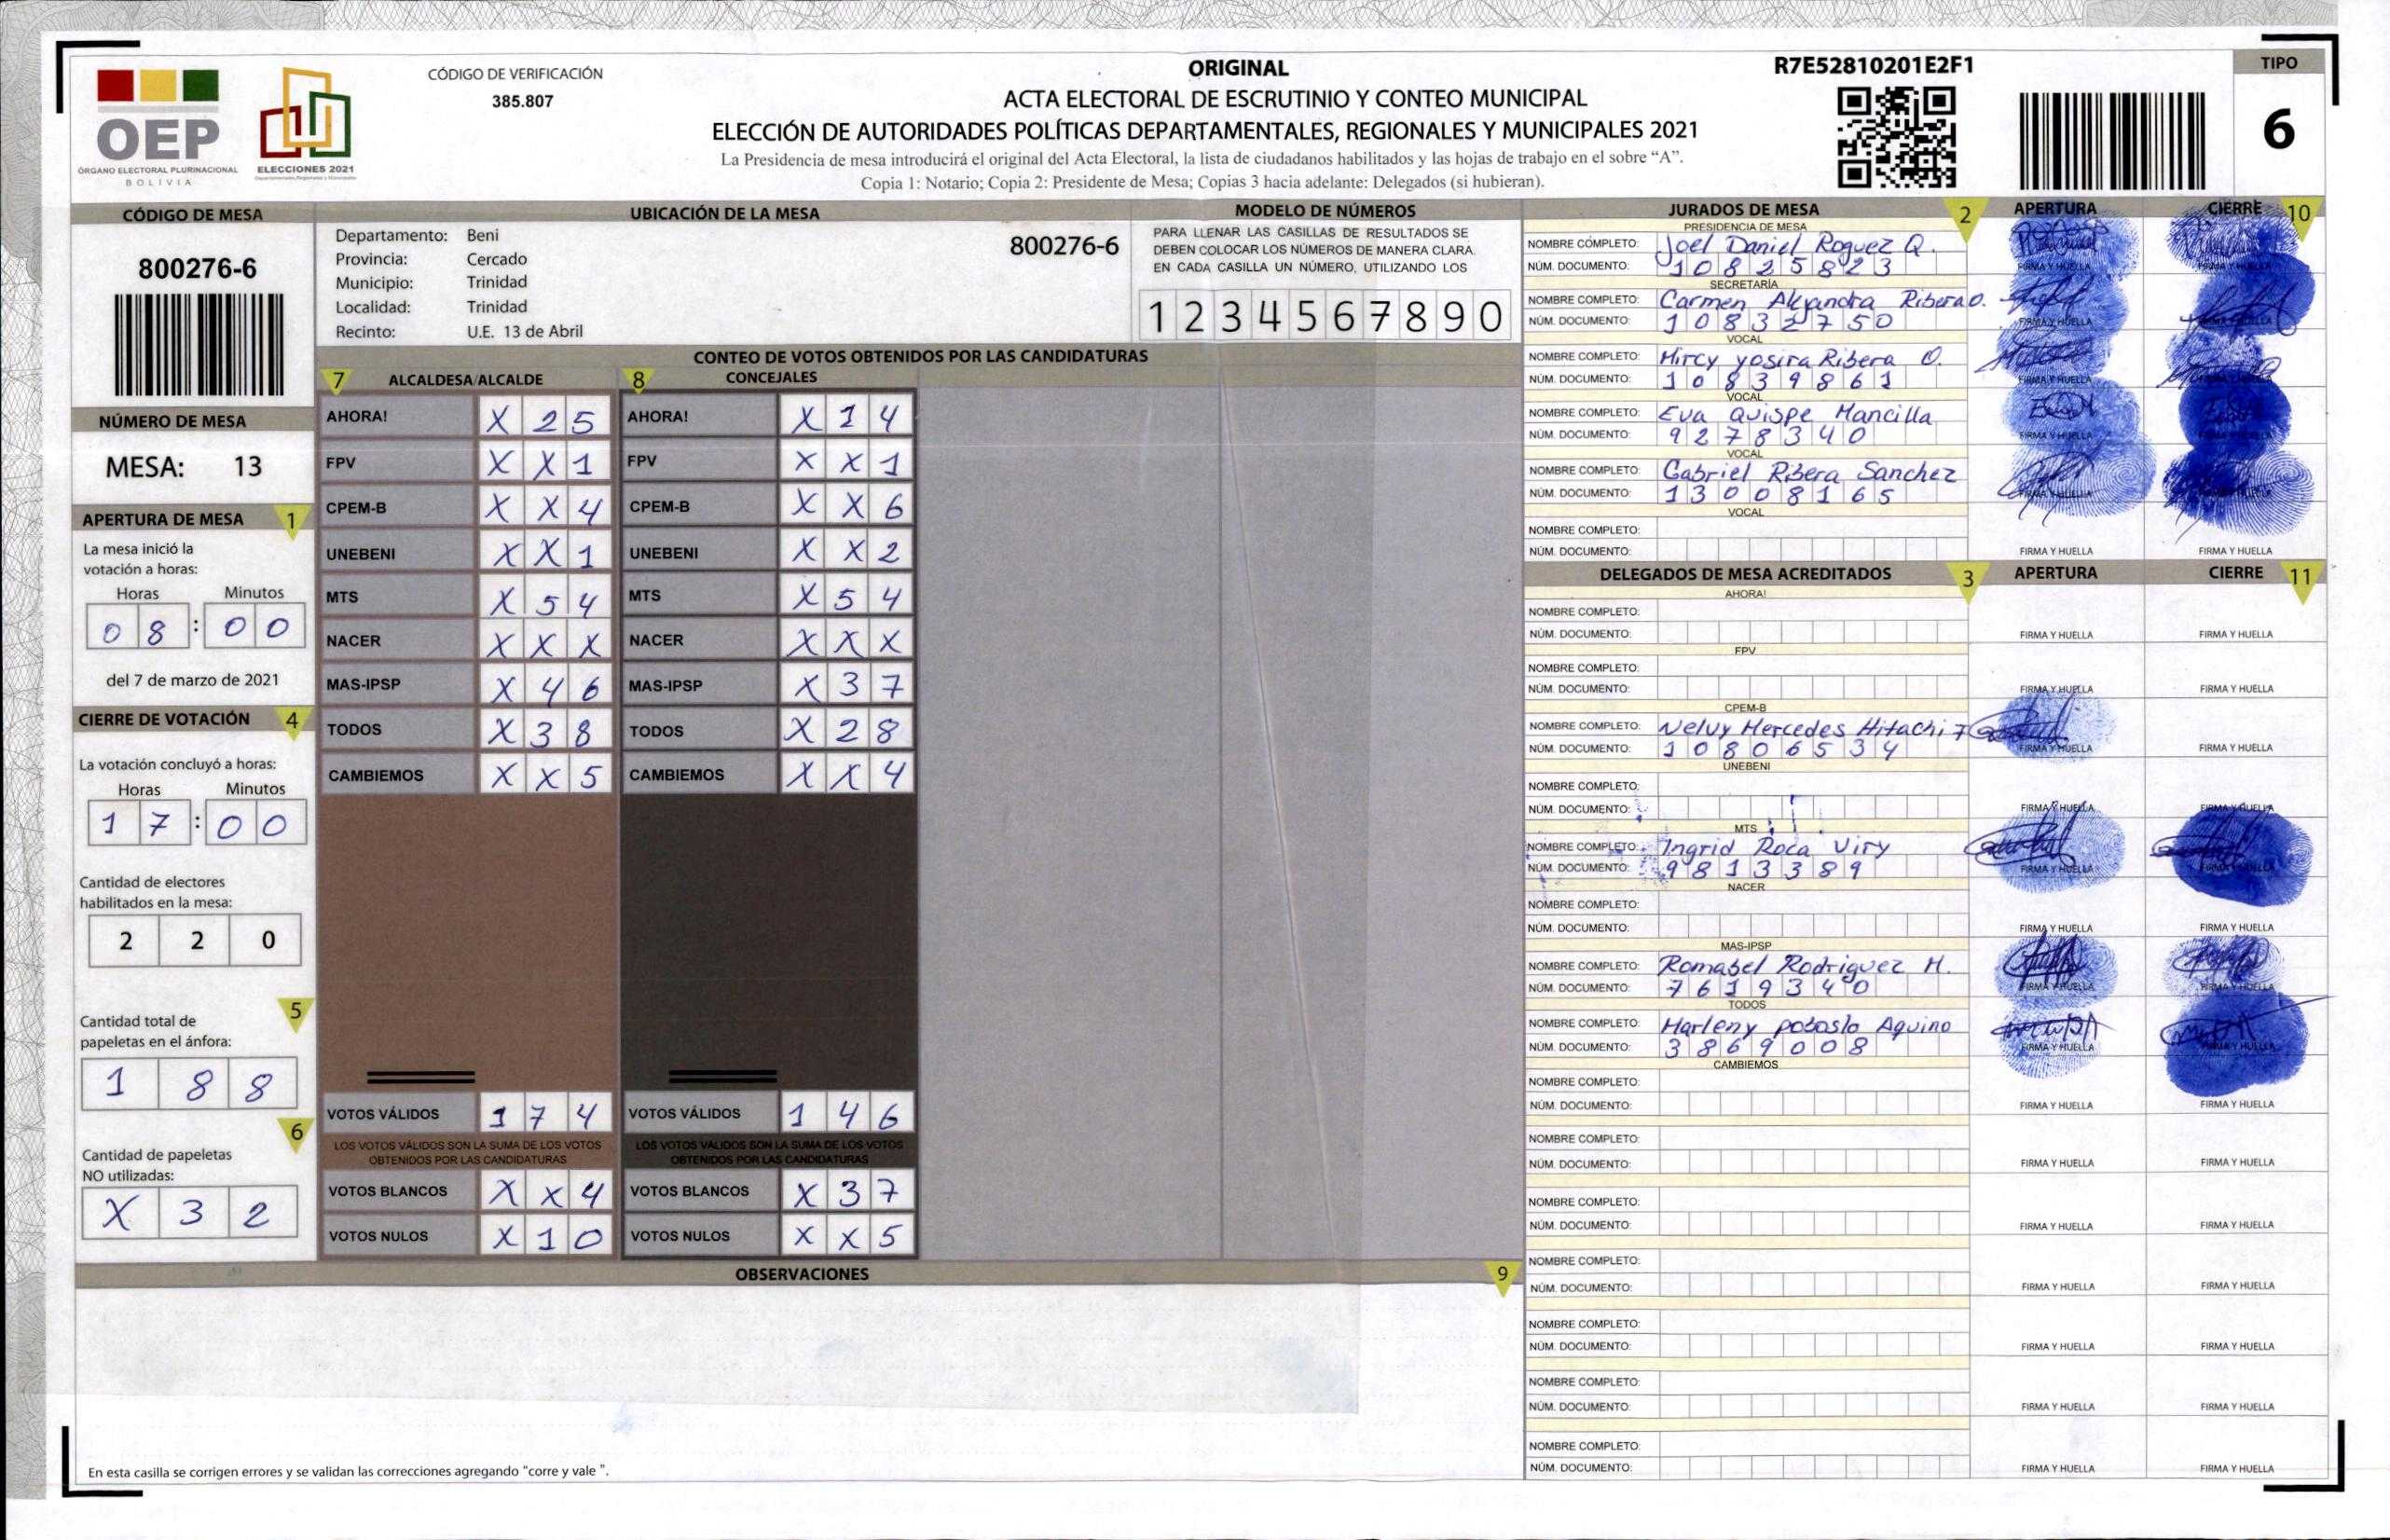 CÓDIGO DE VERIFICACIÓN
385.807
ORIGINAL
ACTA ELECTORAL DE ESCRUTINIO Y CONTEO MUNICIPAL
ELECCIÓN DE AUTORIDADES POLÍTICAS DEPARTAMENTALES, REGIONALES Y MUNICIPALES 2021
La Presidencia de mesa introducirá el original del Acta Electoral, la lista de ciudadanos habilitados y las hojas de trabajo en el sobre “A”.
Copia 1: Notario; Copia 2: Presidente de Mesa; Copias 3 hacia adelante: Delegados (si hubieran).
R7E52810201E2F1
TIPO
6
OEP
ÓRGANO ELECTORAL PLURINACIONAL
BOLIVIA
ELECCIONES 2021
CÓDIGO DE MESA
800276-6
NÚMERO DE MESA
MESA: 13
APERTURA DE MESA 1
La mesa inició la
votación a horas:
Horas Minutos
0 8 : 0 0
del 7 de marzo de 2021
CIERRE DE VOTACIÓN 4
La votación concluyó a horas:
Horas Minutos
1 7 : 0 0
Cantidad de electores
habilitados en la mesa:
2 2 0
5
Cantidad total de
papeletas en el ánfora:
1 8 8
6
Cantidad de papeletas
NO utilizadas:
X 3 2
UBICACIÓN DE LA MESA
Departamento: Beni
Provincia: Cercado
Municipio: Trinidad
Localidad: Trinidad
Recinto: U.E. 13 de Abril
800276-6
MODELO DE NÚMEROS
PARA LLENAR LAS CASILLAS DE RESULTADOS SE
DEBEN COLOCAR LOS NÚMEROS DE MANERA CLARA.
EN CADA CASILLA UN NÚMERO, UTILIZANDO LOS
1 2 3 4 5 6 7 8 9 0
CONTEO DE VOTOS OBTENIDOS POR LAS CANDIDATURAS
7 ALCALDESA/ALCALDE
AHORA! X 2 5
FPV X X 1
CPEM-B X X 4
UNEBENI X X 1
MTS X 5 4
NACER X X X
MAS-IPSP X 4 6
TODOS X 3 8
CAMBIEMOS X X 5
VOTOS VÁLIDOS 1 7 4
LOS VOTOS VÁLIDOS SON LA SUMA DE LOS VOTOS
OBTENIDOS POR LAS CANDIDATURAS
VOTOS BLANCOS X X 4
VOTOS NULOS X 1 0
8 CONCEJALES
AHORA! X 1 4
FPV X X 1
CPEM-B X X 6
UNEBENI X X 2
MTS X 5 4
NACER X X X
MAS-IPSP X 3 7
TODOS X 2 8
CAMBIEMOS X X 4
VOTOS VÁLIDOS 1 4 6
LOS VOTOS VÁLIDOS SON LA SUMA DE LOS VOTOS
OBTENIDOS POR LAS CANDIDATURAS
VOTOS BLANCOS X 3 7
VOTOS NULOS X X 5
OBSERVACIONES 9
En esta casilla se corrigen errores y se validan las correcciones agregando “corre y vale ”.
JURADOS DE MESA 2 APERTURA CIERRE 10
PRESIDENCIA DE MESA
NOMBRE COMPLETO: Joel Daniel Roguez Q.
NÚM. DOCUMENTO: 1 0 8 2 5 8 2 3 FIRMA Y HUELLA FIRMA Y HUELLA
SECRETARÍA
NOMBRE COMPLETO: Carmen Alejandra Ribera O.
NÚM. DOCUMENTO: 1 0 8 3 2 7 5 0 FIRMA Y HUELLA FIRMA Y HUELLA
VOCAL
NOMBRE COMPLETO: Mircy yosira Ribera O.
NÚM. DOCUMENTO: 1 0 8 3 9 8 6 1 FIRMA Y HUELLA
VOCAL
NOMBRE COMPLETO: Eva Quispe Mancilla
NÚM. DOCUMENTO: 9 2 7 8 3 4 0 FIRMA Y HUELLA FIRMA Y HUELLA
VOCAL
NOMBRE COMPLETO: Gabriel Ribera Sanchez
NÚM. DOCUMENTO: 1 3 0 0 8 1 6 5 FIRMA Y HUELLA FIRMA Y HUELLA
VOCAL
NOMBRE COMPLETO:
NÚM. DOCUMENTO: FIRMA Y HUELLA FIRMA Y HUELLA
DELEGADOS DE MESA ACREDITADOS 3 APERTURA CIERRE 11
AHORA!
NOMBRE COMPLETO:
NÚM. DOCUMENTO: FIRMA Y HUELLA FIRMA Y HUELLA
FPV
NOMBRE COMPLETO:
NÚM. DOCUMENTO: FIRMA Y HUELLA FIRMA Y HUELLA
CPEM-B
NOMBRE COMPLETO: Nelvy Mercedes Hitachi
NÚM. DOCUMENTO: 1 0 8 0 6 5 3 4 FIRMA Y HUELLA FIRMA Y HUELLA
UNEBENI
NOMBRE COMPLETO:
NÚM. DOCUMENTO: FIRMA Y HUELLA FIRMA Y HUELLA
MTS
NOMBRE COMPLETO: Ingrid Roca Viry
NÚM. DOCUMENTO: 9 8 1 3 3 8 9 FIRMA Y HUELLA FIRMA Y HUELLA
NACER
NOMBRE COMPLETO:
NÚM. DOCUMENTO: FIRMA Y HUELLA FIRMA Y HUELLA
MAS-IPSP
NOMBRE COMPLETO: Romabel Rodriguez M.
NÚM. DOCUMENTO: 7 6 1 9 3 4 0 FIRMA Y HUELLA FIRMA Y HUELLA
TODOS
NOMBRE COMPLETO: Marleny Aquino
NÚM. DOCUMENTO: 3 8 6 9 0 0 8 FIRMA Y HUELLA FIRMA Y HUELLA
CAMBIEMOS
NOMBRE COMPLETO:
NÚM. DOCUMENTO: FIRMA Y HUELLA FIRMA Y HUELLA
NOMBRE COMPLETO:
NÚM. DOCUMENTO: FIRMA Y HUELLA FIRMA Y HUELLA
NOMBRE COMPLETO:
NÚM. DOCUMENTO: FIRMA Y HUELLA FIRMA Y HUELLA
NOMBRE COMPLETO:
NÚM. DOCUMENTO: FIRMA Y HUELLA FIRMA Y HUELLA
NOMBRE COMPLETO:
NÚM. DOCUMENTO: FIRMA Y HUELLA FIRMA Y HUELLA
NOMBRE COMPLETO:
NÚM. DOCUMENTO: FIRMA Y HUELLA FIRMA Y HUELLA
NOMBRE COMPLETO:
NÚM. DOCUMENTO: FIRMA Y HUELLA FIRMA Y HUELLA